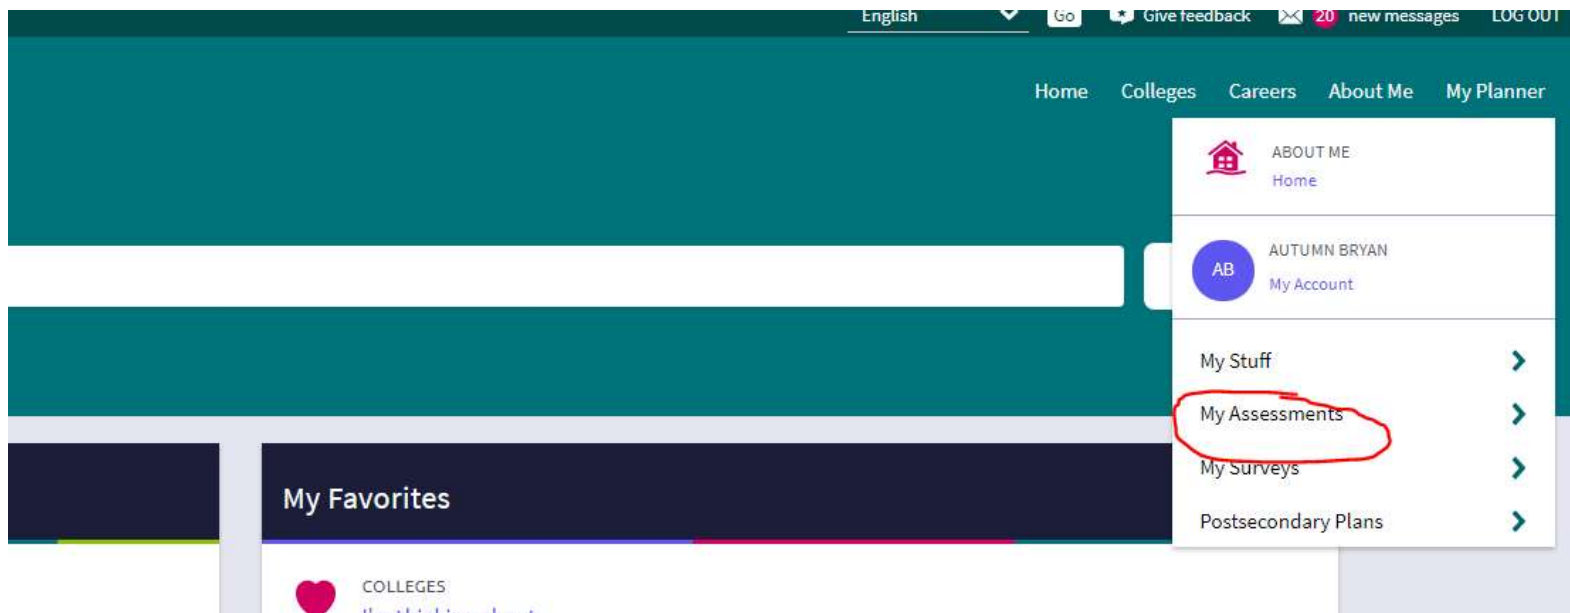 English Go Give feedback 20 new messages LOG OUT
Home Colleges Careers About Me My Planner
ABOUT ME
Home
AB
AUTUMN BRYAN
My Account
My Stuff
My Assessments
My Surveys
Postsecondary Plans
My Favorites
COLLEGES